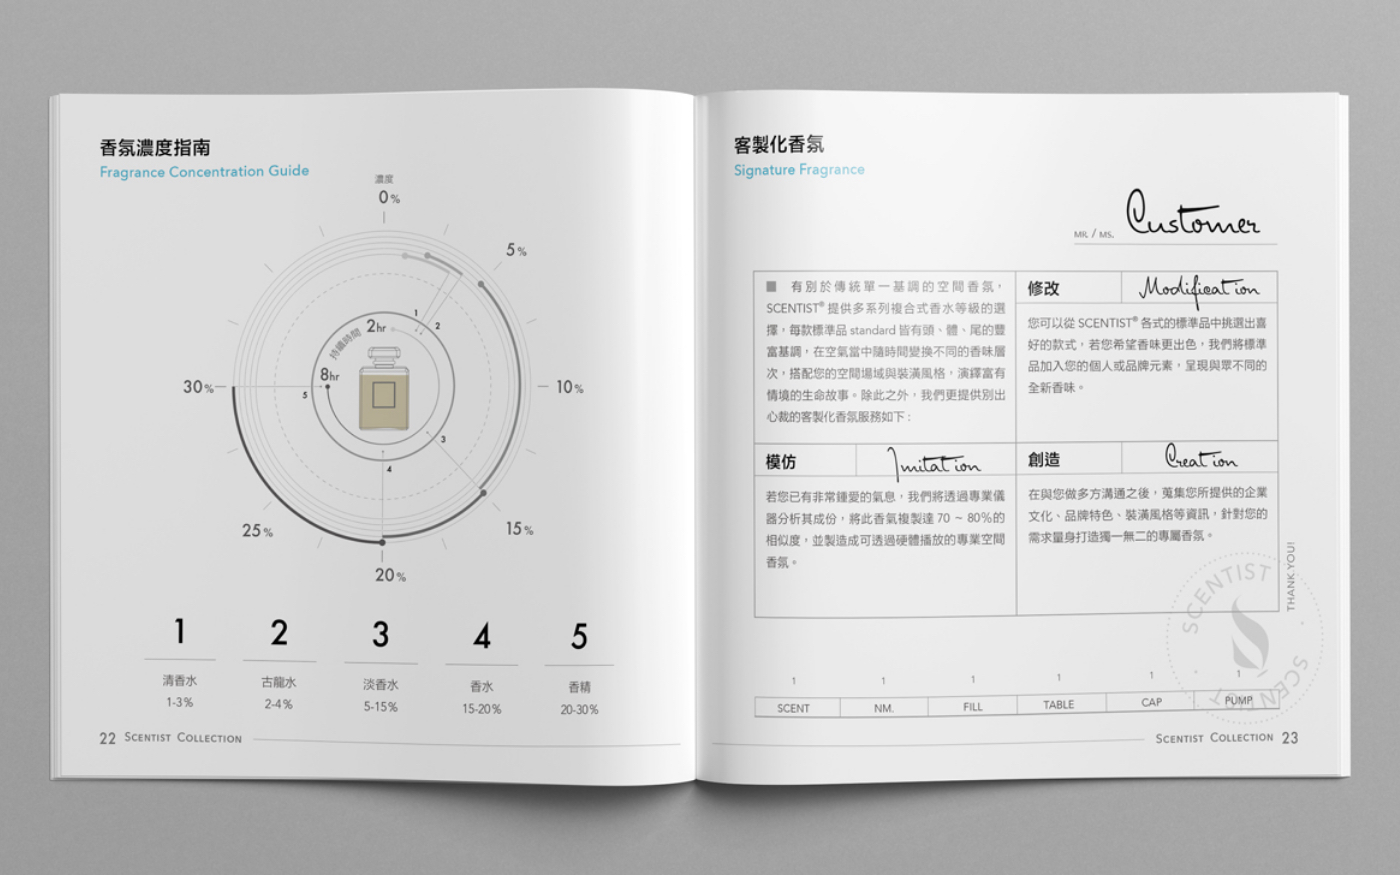 香氛濃度指南
Fragrance Concentration Guide
濃度
0%
5%
10%
15%
20%
25%
30%
持續時間
2hr
8hr
1
2
3
4
5
1 2 3 4 5
清香水 古龍水 淡香水 香水 香精
1-3% 2-4% 5-15% 15-20% 20-30%
22 SCENTIST COLLECTION
客製化香氛
Signature Fragrance
MR. / MS. Customer
■ 有別於傳統單一基調的空間香氛，
SCENTIST® 提供多系列複合式香水等級的選
擇，每款標準品 standard 皆有頭、體、尾的豐
富基調，在空氣當中隨時間變換不同的香味層
次，搭配您的空間場域與裝潢風格，演繹富有
情境的生命故事。除此之外，我們更提供別出
心裁的客製化香氛服務如下：
修改 Modification
您可以從 SCENTIST® 各式的標準品中挑選出喜
好的款式，若您希望香味更出色，我們將標準
品加入您的個人或品牌元素，呈現與眾不同的
全新香味。
模仿 Imitation
若您已有非常鍾愛的氣息，我們將透過專業儀
器分析其成份，將此香氣複製達 70 ~ 80%的
相似度，並製造成可透過硬體播放的專業空間
香氛。
創造 Creation
在與您做多方溝通之後，蒐集您所提供的企業
文化、品牌特色、裝潢風格等資訊，針對您的
需求量身打造獨一無二的專屬香氛。
THANK YOU!
SCENTIST
SCENTIST
1 1 1 1 1 1
SCENT NM. FILL TABLE CAP PUMP
SCENTIST COLLECTION 23